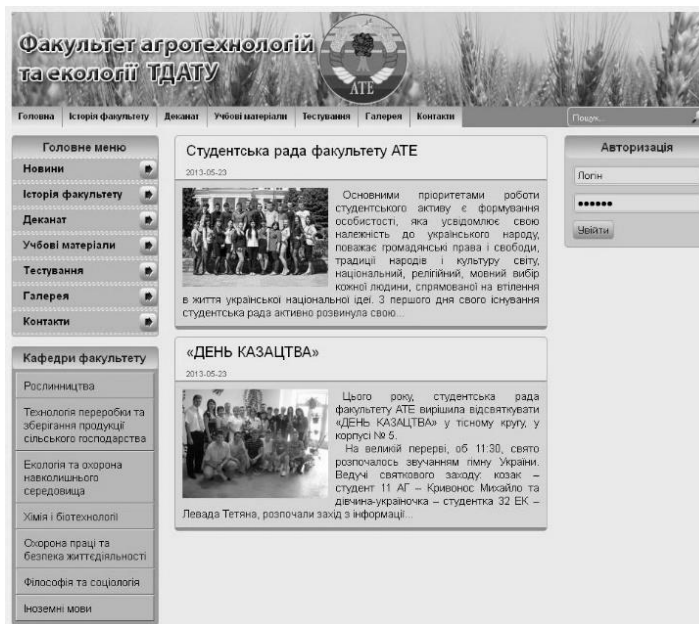 Факультет агротехнологій
та екології ТДАТУ
АТЕ
Головна Історія факультету Деканат Учбові матеріали Тестування Галерея Контакти Пошук...
Головне меню
Новини
Історія факультету
Деканат
Учбові матеріали
Тестування
Галерея
Контакти
Кафедри факультету
Рослинництва
Технологія переробки та
зберігання продукції
сільського господарства
Екологія та охорона
навколишнього
середовища
Хімія і біотехнології
Охорона праці та
безпека життєдіяльності
Філософія та соціологія
Іноземні мови
Студентська рада факультету АТЕ
2013-05-23
Основними пріоритетами роботи
студентського активу є формування
особистості, яка усвідомлює свою
належність до українського народу,
поважає громадянські права і свободи,
традиції народів і культуру світу,
національний, релігійний, мовний вибір
кожної людини, спрямованої на втілення
в життя української національної ідеї. З першого дня свого існування
студентська рада активно розвинула свою...
«ДЕНЬ КАЗАЦТВА»
2013-05-23
Цього року, студентська рада
факультету АТЕ вирішила відсвяткувати
«ДЕНЬ КАЗАЦТВА» у тісному кругу, у
корпусі № 5.
На великій перерві, об 11:30, свято
розпочалось звучанням гімну України.
Ведучі святкового заходу: козак –
студент 11 АГ – Кривонос Михайло та
дівчина-україночка – студентка 32 ЕК –
Левада Тетяна, розпочали захід з інформації...
Авторизація
Логін
••••••
Увійти